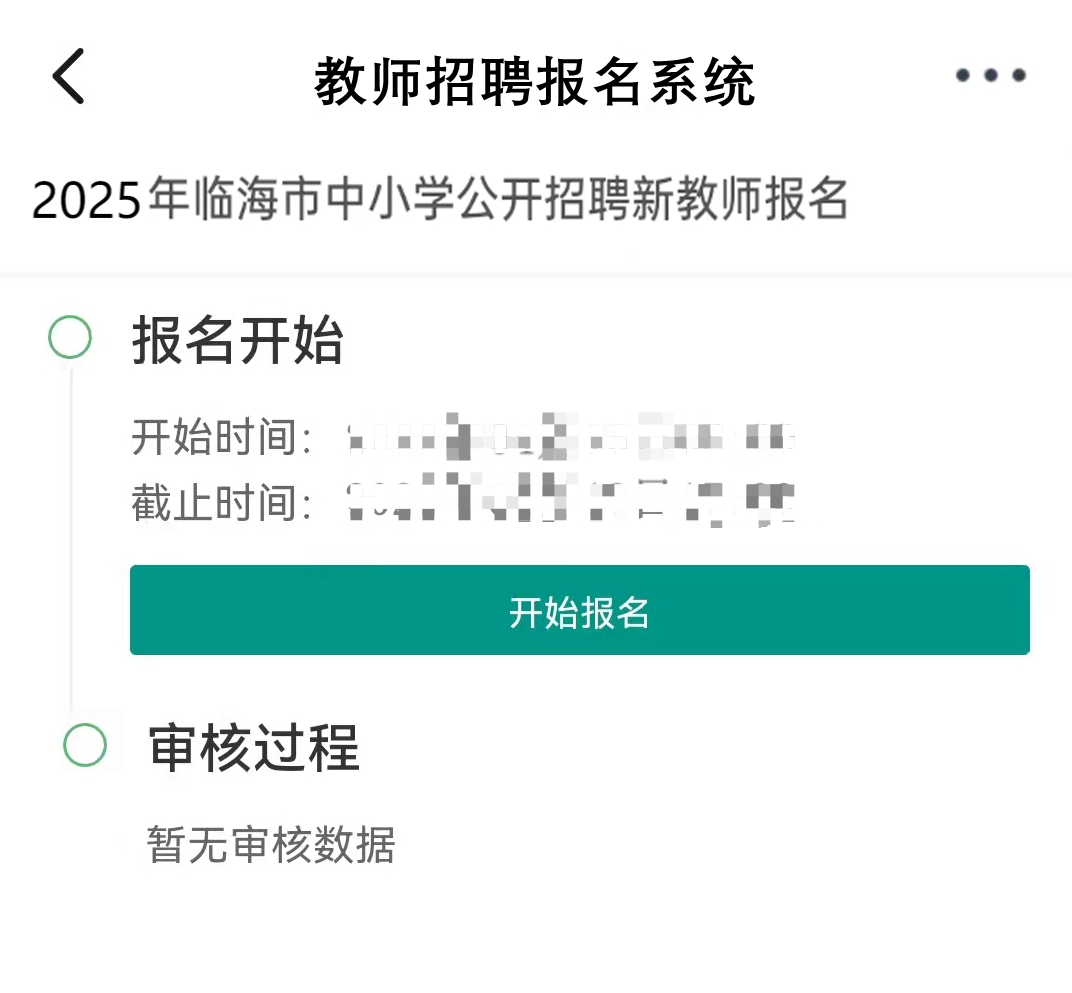 教师招聘报名系统
2025年临海市中小学公开招聘新教师报名
报名开始
开始时间：
截止时间：
开始报名
审核过程
暂无审核数据